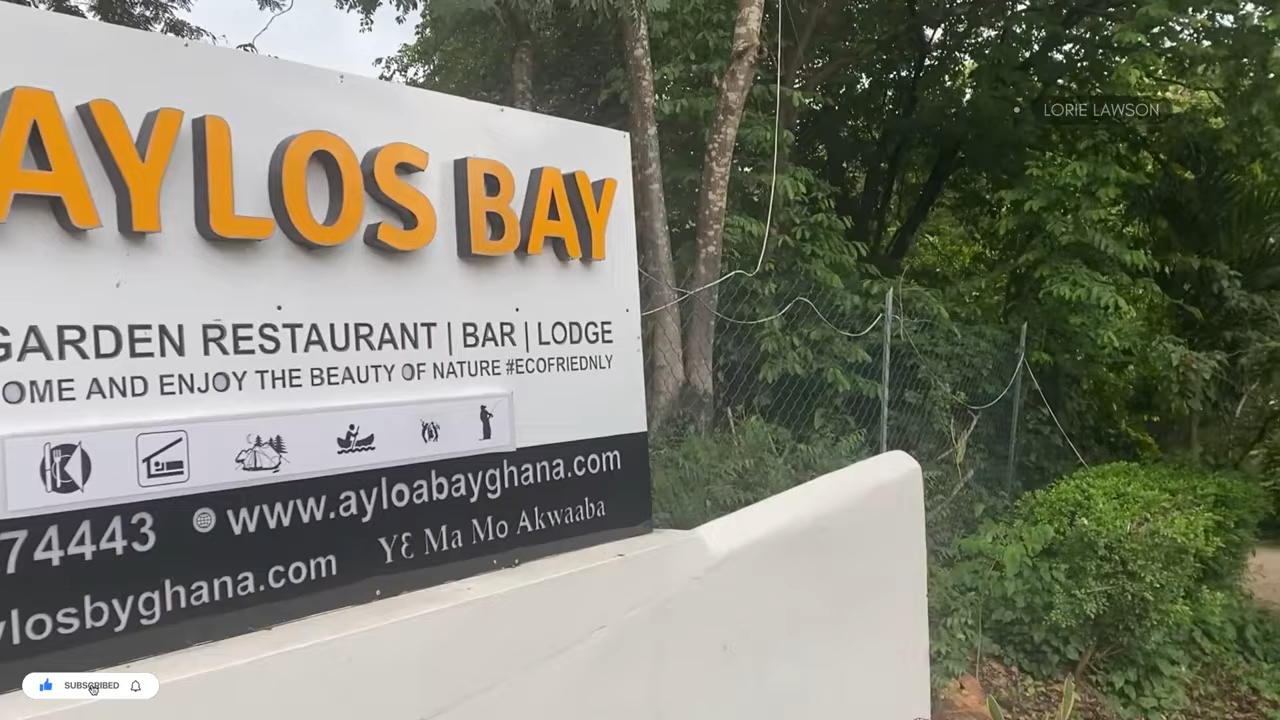 AYLOS BAY
GARDEN RESTAURANT | BAR | LODGE
OME AND ENJOY THE BEAUTY OF NATURE #ECOFRIEDNLY
74443 www.ayloabayghana.com
ylosbyghana.com YƐ Ma Mo Akwaaba
LORIE LAWSON
SUBSCRIBED